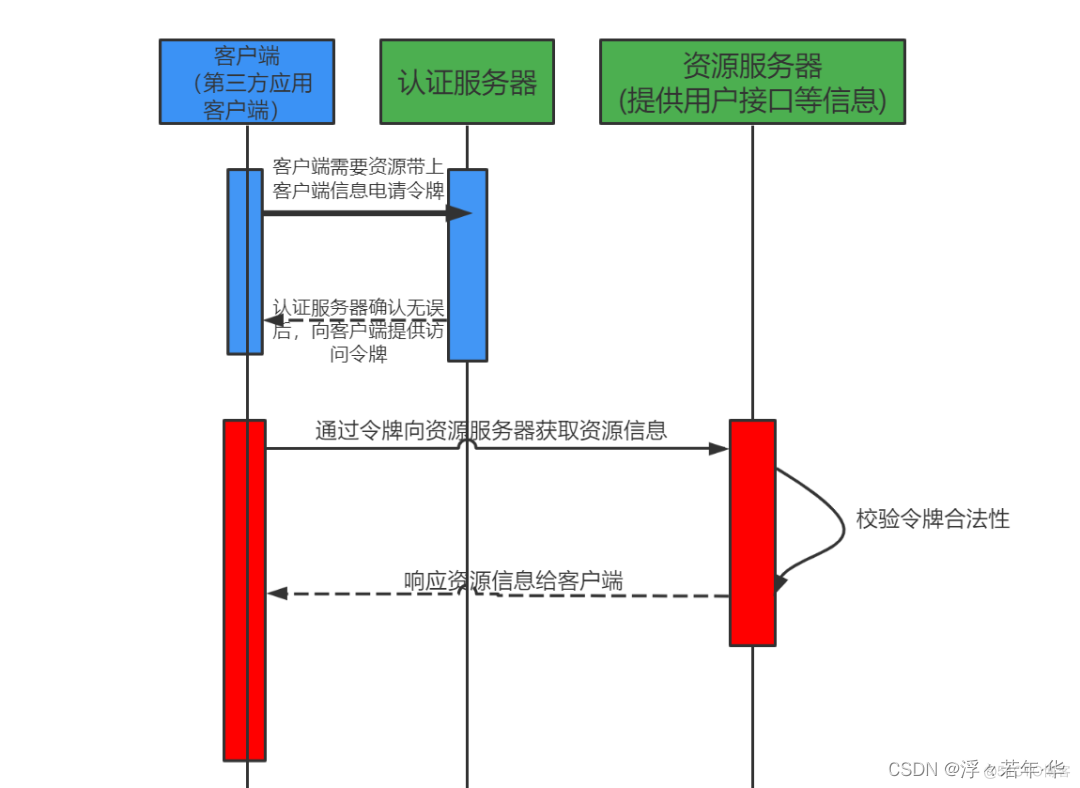 客户端
（第三方应用
客户端）
认证服务器
资源服务器
(提供用户接口等信息)
客户端需要资源带上
客户端信息电请令牌
认证服务器确认无误
后，向客户端提供访
问令牌
通过令牌向资源服务器获取资源信息
校验令牌合法性
响应资源信息给客户端
CSDN @浮々若年·华